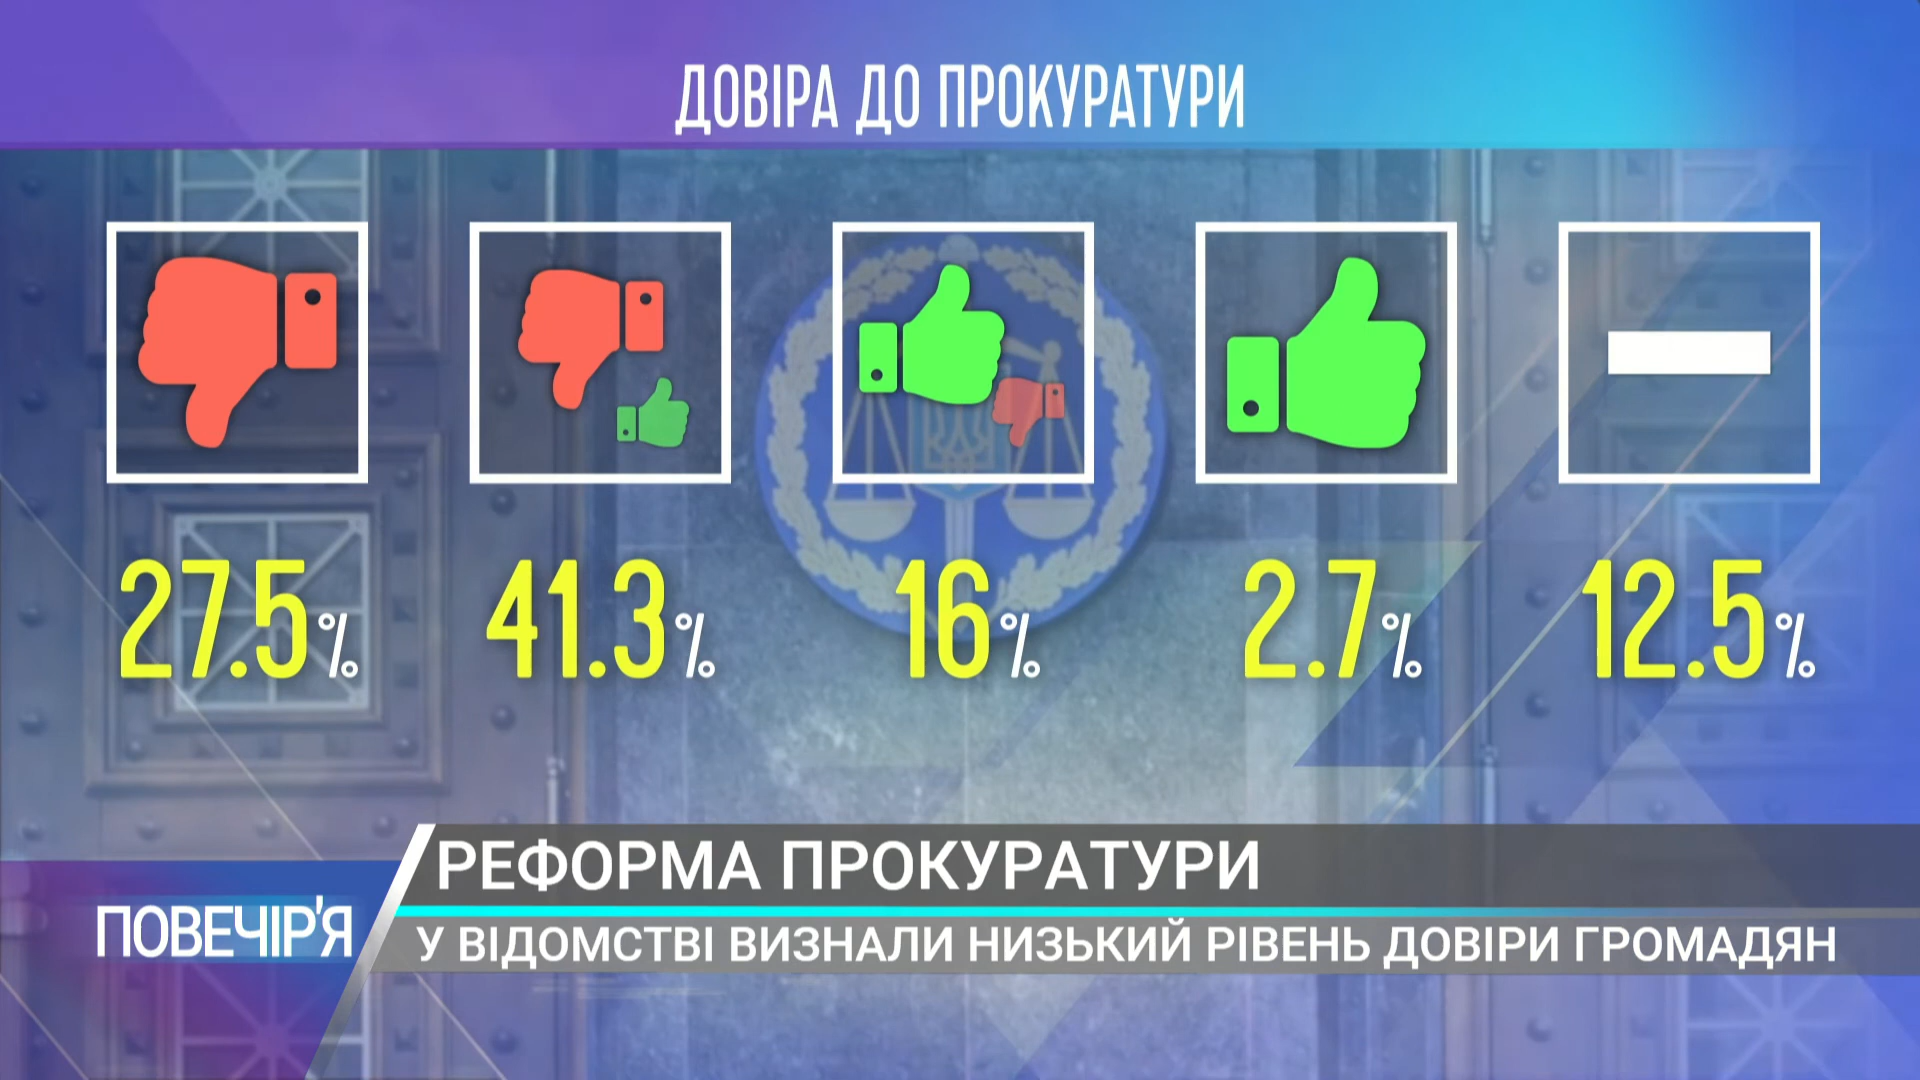 ДОВІРА ДО ПРОКУРАТУРИ
27.5% 41.3% 16% 2.7% 12.5%
РЕФОРМА ПРОКУРАТУРИ
ПОВЕЧІР'Я
У ВІДОМСТВІ ВИЗНАЛИ НИЗЬКИЙ РІВЕНЬ ДОВІРИ ГРОМАДЯН